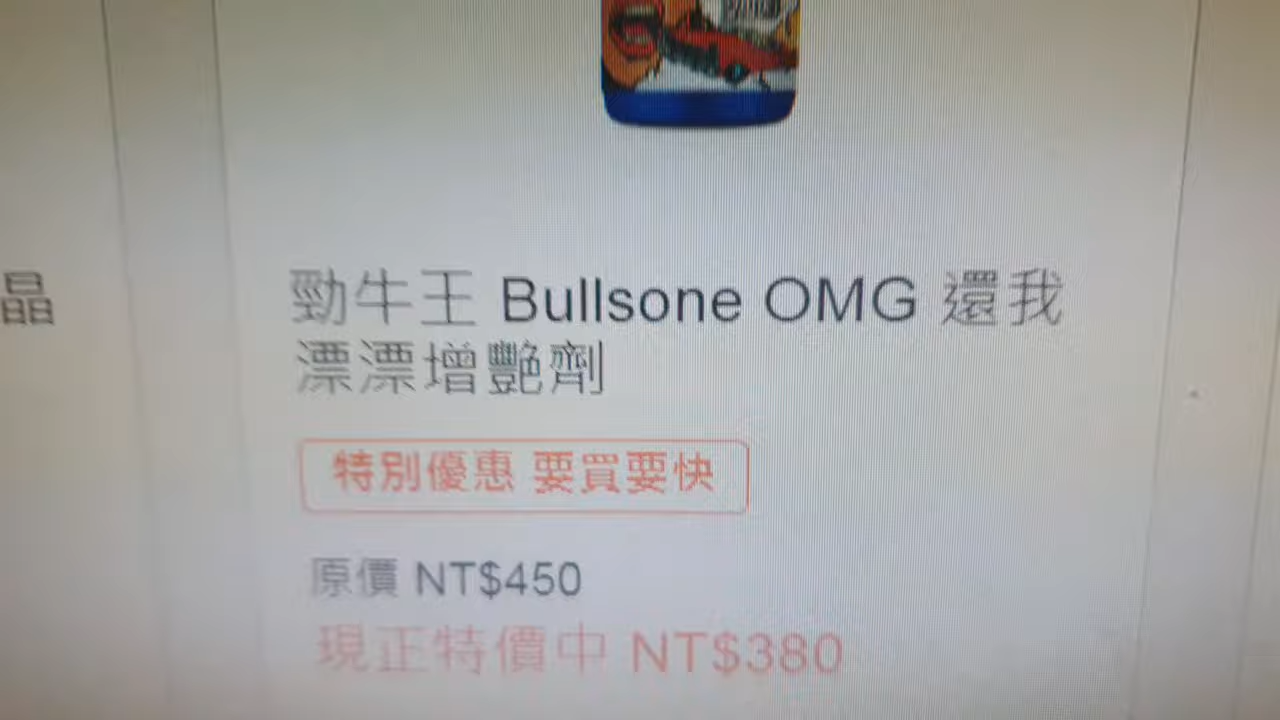 晶
勁牛王 Bullsone OMG 還我
漂漂增艷劑
特別優惠 要買要快
原價 NT$450
現正特價中 NT$380